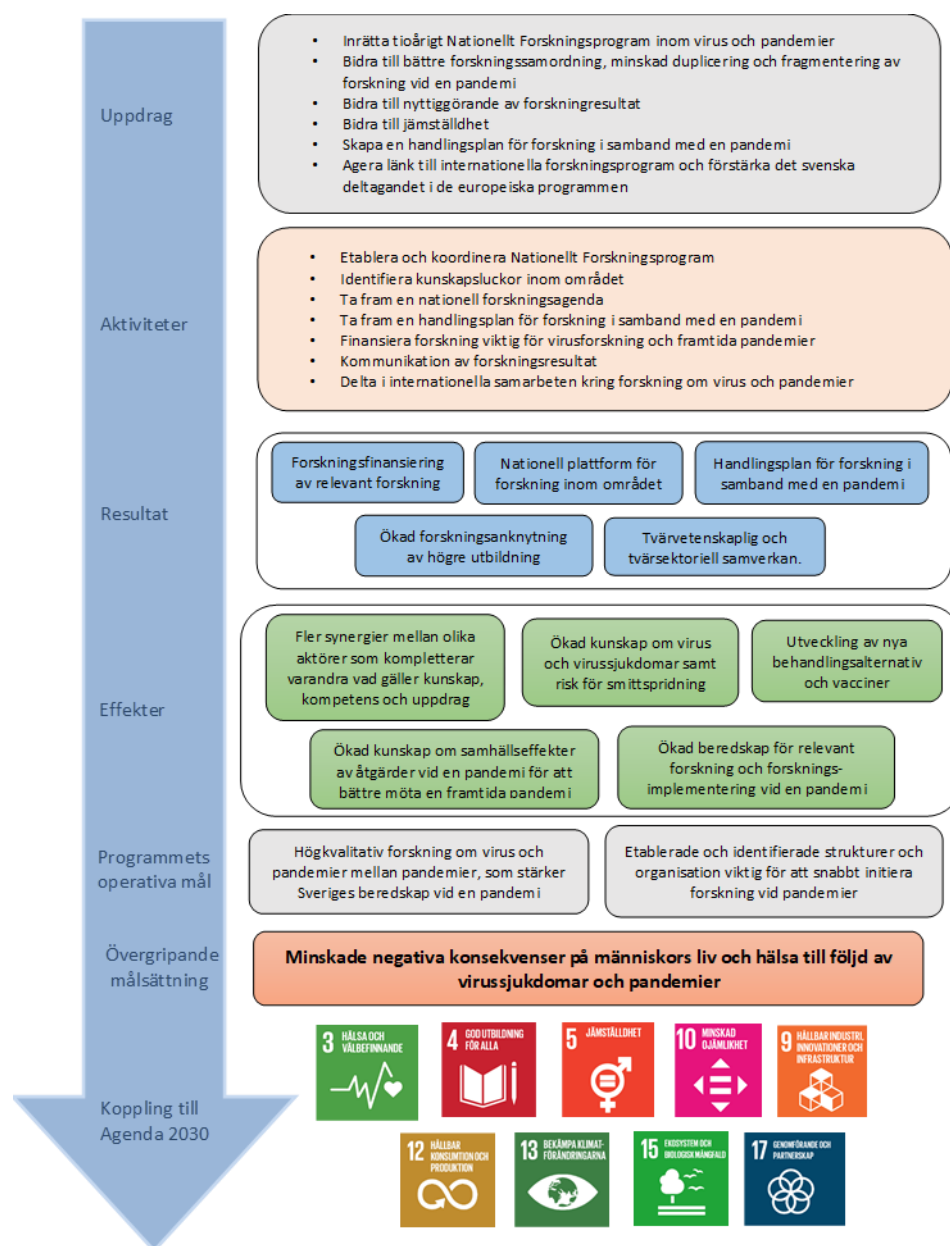 Uppdrag
• Inrätta tioårigt Nationellt Forskningsprogram inom virus och pandemier
• Bidra till bättre forskningssamordning, minskad duplicering och fragmentering av
forskning vid en pandemi
• Bidra till nyttiggörande av forskningresultat
• Bidra till jämställdhet
• Skapa en handlingsplan för forskning i samband med en pandemi
• Agera länk till internationella forskningsprogram och förstärka det svenska
deltagandet i de europeiska programmen
Aktiviteter
• Etablera och koordinera Nationellt Forskningsprogram
• Identifiera kunskapsluckor inom området
• Ta fram en nationell forskningsagenda
• Ta fram en handlingsplan för forskning i samband med en pandemi
• Finansiera forskning viktig för virusforskning och framtida pandemier
• Kommunikation av forskningsresultat
• Delta i internationella samarbeten kring forskning om virus och pandemier
Resultat
Forskningsfinansiering
av relevant forskning
Nationell plattform för
forskning inom området
Handlingsplan för forskning i
samband med en pandemi
Ökad forskningsanknytning
av högre utbildning
Tvärvetenskaplig och
tvärsektoriell samverkan.
Effekter
Fler synergier mellan olika
aktörer som kompletterar
varandra vad gäller kunskap,
kompetens och uppdrag
Ökad kunskap om virus
och virussjukdomar samt
risk för smittspridning
Utveckling av nya
behandlingsalternativ
och vacciner
Ökad kunskap om samhällseffekter
av åtgärder vid en pandemi för att
bättre möta en framtida pandemi
Ökad beredskap för relevant
forskning och forsknings-
implementering vid en pandemi
Programmets
operativa mål
Högkvalitativ forskning om virus och
pandemier mellan pandemier, som stärker
Sveriges beredskap vid en pandemi
Etablerade och identifierade strukturer och
organisation viktig för att snabbt initiera
forskning vid pandemier
Övergripande
målsättning
Minskade negativa konsekvenser på människors liv och hälsa till följd av
virussjukdomar och pandemier
Koppling till
Agenda 2030
3 HÄLSA OCH
VÄLBEFINNANDE
4 GOD UTBILDNING
FÖR ALLA
5 JÄMSTÄLLDHET
10 MINSKAD
OJÄMLIKHET
9 HÅLLBAR INDUSTRI,
INNOVATIONER OCH
INFRASTRUKTUR
12 HÅLLBAR
KONSUMTION OCH
PRODUKTION
13 BEKÄMPA KLIMAT-
FÖRÄNDRINGARNA
15 EKOSYSTEM OCH
BIOLOGISK MÅNGFALD
17 GENOMFÖRANDE OCH
PARTNERSKAP